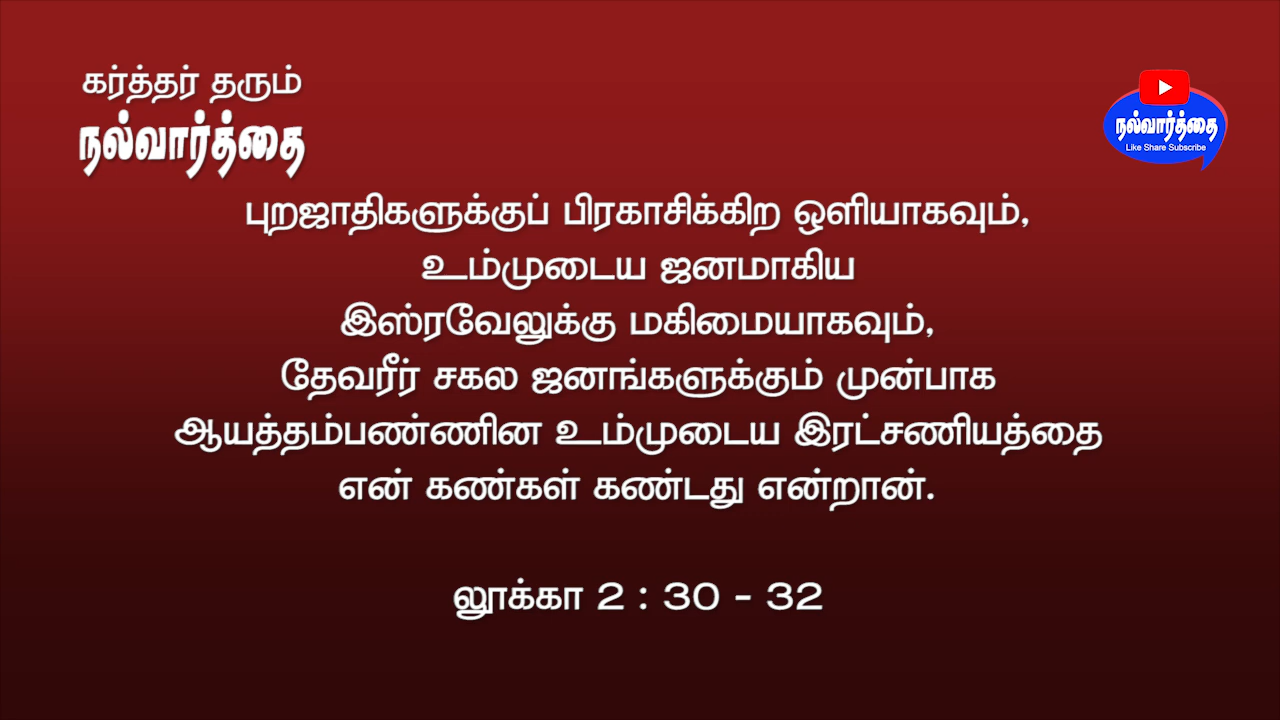 கர்த்தர் தரும்
நல்வார்த்தை
நல்வார்த்தை
Like Share Subscribe
புறஜாதிகளுக்குப் பிரகாசிக்கிற ஒளியாகவும்,
உம்முடைய ஜனமாகிய
இஸ்ரவேலுக்கு மகிமையாகவும்,
தேவரீர் சகல ஜனங்களுக்கும் முன்பாக
ஆயத்தம்பண்ணின உம்முடைய இரட்சணியத்தை
என் கண்கள் கண்டது என்றான்.
லூக்கா 2 : 30 - 32